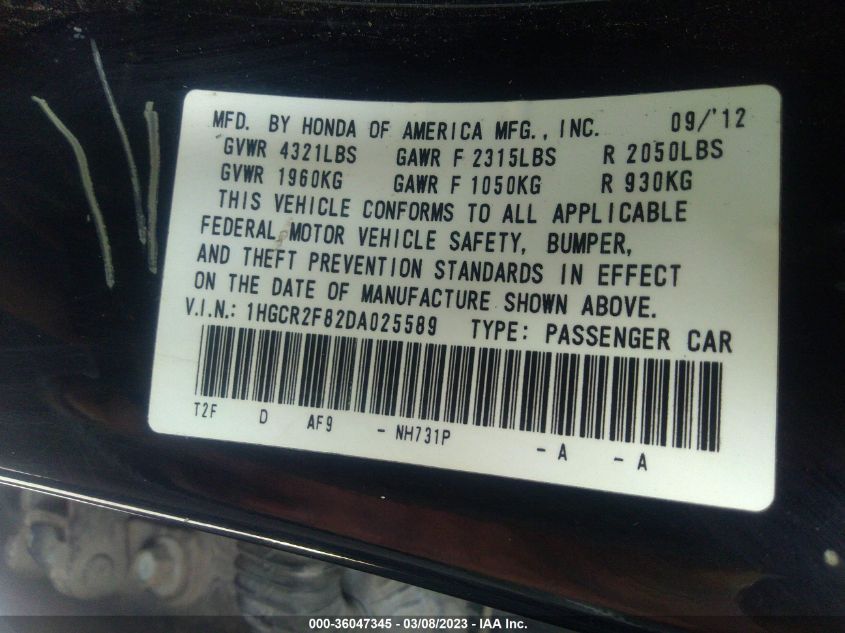 MFD. BY HONDA OF AMERICA MFG., INC. 09/'12
GVWR 4321LBS GAWR F 2315LBS R 2050LBS
GVWR 1960KG GAWR F 1050KG R 930KG
THIS VEHICLE CONFORMS TO ALL APPLICABLE
FEDERAL MOTOR VEHICLE SAFETY, BUMPER,
AND THEFT PREVENTION STANDARDS IN EFFECT
ON THE DATE OF MANUFACTURE SHOWN ABOVE.
V.I.N.: 1HGCR2F82DA025589 TYPE: PASSENGER CAR
T2F D AF9 - NH731P - A - A
000-36047345 - 03/08/2023 - IAA Inc.